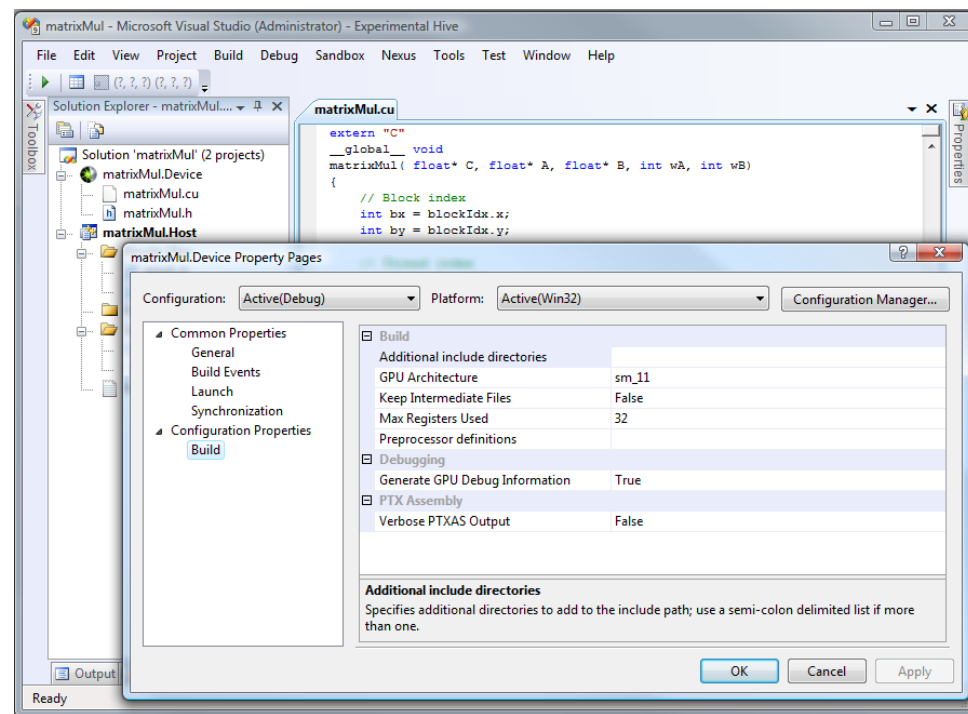 matrixMul - Microsoft Visual Studio (Administrator) - Experimental Hive
File Edit View Project Build Debug Sandbox Nexus Tools Test Window Help
(?, ?, ?) (?, ?, ?)
Solution Explorer - matrixMul....
matrixMul.cu
Toolbox
Properties
Solution 'matrixMul' (2 projects)
matrixMul.Device
matrixMul.cu
matrixMul.h
matrixMul.Host
extern "C"
__global__ void
matrixMul( float* C, float* A, float* B, int wA, int wB)
{
// Block index
int bx = blockIdx.x;
int by = blockIdx.y;
matrixMul.Device Property Pages
// Thread index
Configuration: Active(Debug) Platform: Active(Win32) Configuration Manager...
Common Properties
General
Build Events
Launch
Synchronization
Configuration Properties
Build
Build
Additional include directories
GPU Architecture sm_11
Keep Intermediate Files False
Max Registers Used 32
Preprocessor definitions
Debugging
Generate GPU Debug Information True
PTX Assembly
Verbose PTXAS Output False
Additional include directories
Specifies additional directories to add to the include path; use a semi-colon delimited list if more
than one.
OK Cancel Apply
Output
Ready